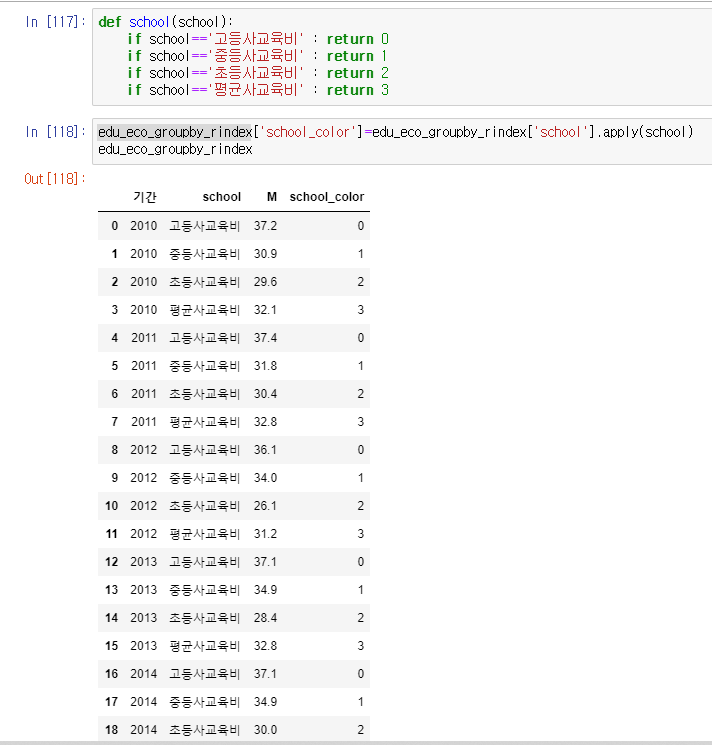 In [117]: def school(school):
if school=='고등사교육비' : return 0
if school=='중등사교육비' : return 1
if school=='초등사교육비' : return 2
if school=='평균사교육비' : return 3
In [118]: edu_eco_groupby_rindex['school_color']=edu_eco_groupby_rindex['school'].apply(school)
edu_eco_groupby_rindex
Out[118]:
기간 school M school_color
0 2010 고등사교육비 37.2 0
1 2010 중등사교육비 30.9 1
2 2010 초등사교육비 29.6 2
3 2010 평균사교육비 32.1 3
4 2011 고등사교육비 37.4 0
5 2011 중등사교육비 31.8 1
6 2011 초등사교육비 30.4 2
7 2011 평균사교육비 32.8 3
8 2012 고등사교육비 36.1 0
9 2012 중등사교육비 34.0 1
10 2012 초등사교육비 26.1 2
11 2012 평균사교육비 31.2 3
12 2013 고등사교육비 37.1 0
13 2013 중등사교육비 34.9 1
14 2013 초등사교육비 28.4 2
15 2013 평균사교육비 32.8 3
16 2014 고등사교육비 37.1 0
17 2014 중등사교육비 34.9 1
18 2014 초등사교육비 30.0 2